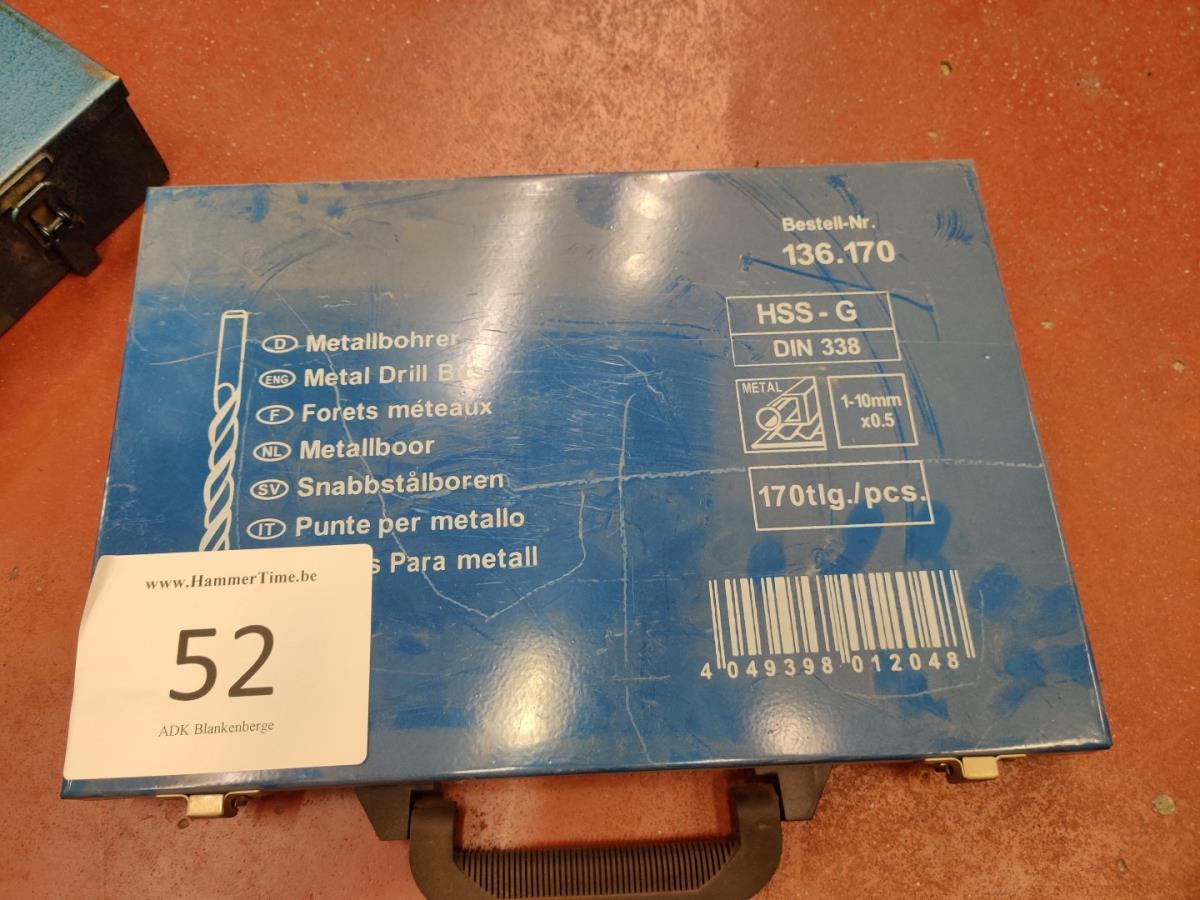 Bestell-Nr.
136.170
HSS - G
DIN 338
METAL
1-10mm
x0.5
170tlg./pcs.
4 049398 012048
D Metallbohrer
ENG Metal Drill Bits
F Forets méteaux
NL Metallboor
SV Snabbstålboren
IT Punte per metallo
s Para metall
www.HammerTime.be
52
ADK Blankenberge